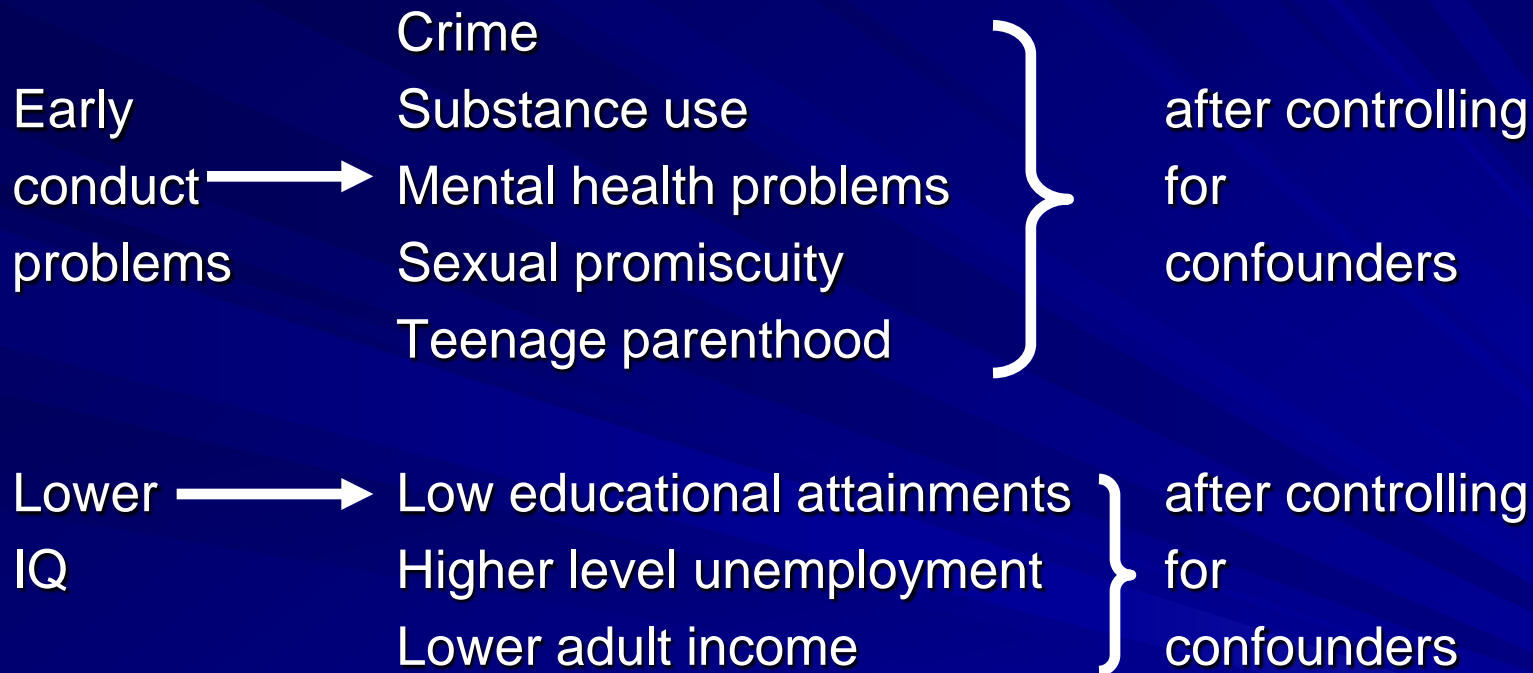 Crime
Early Substance use after controlling
conduct Mental health problems for
problems Sexual promiscuity confounders
Teenage parenthood
Lower Low educational attainments after controlling
IQ Higher level unemployment for
Lower adult income confounders